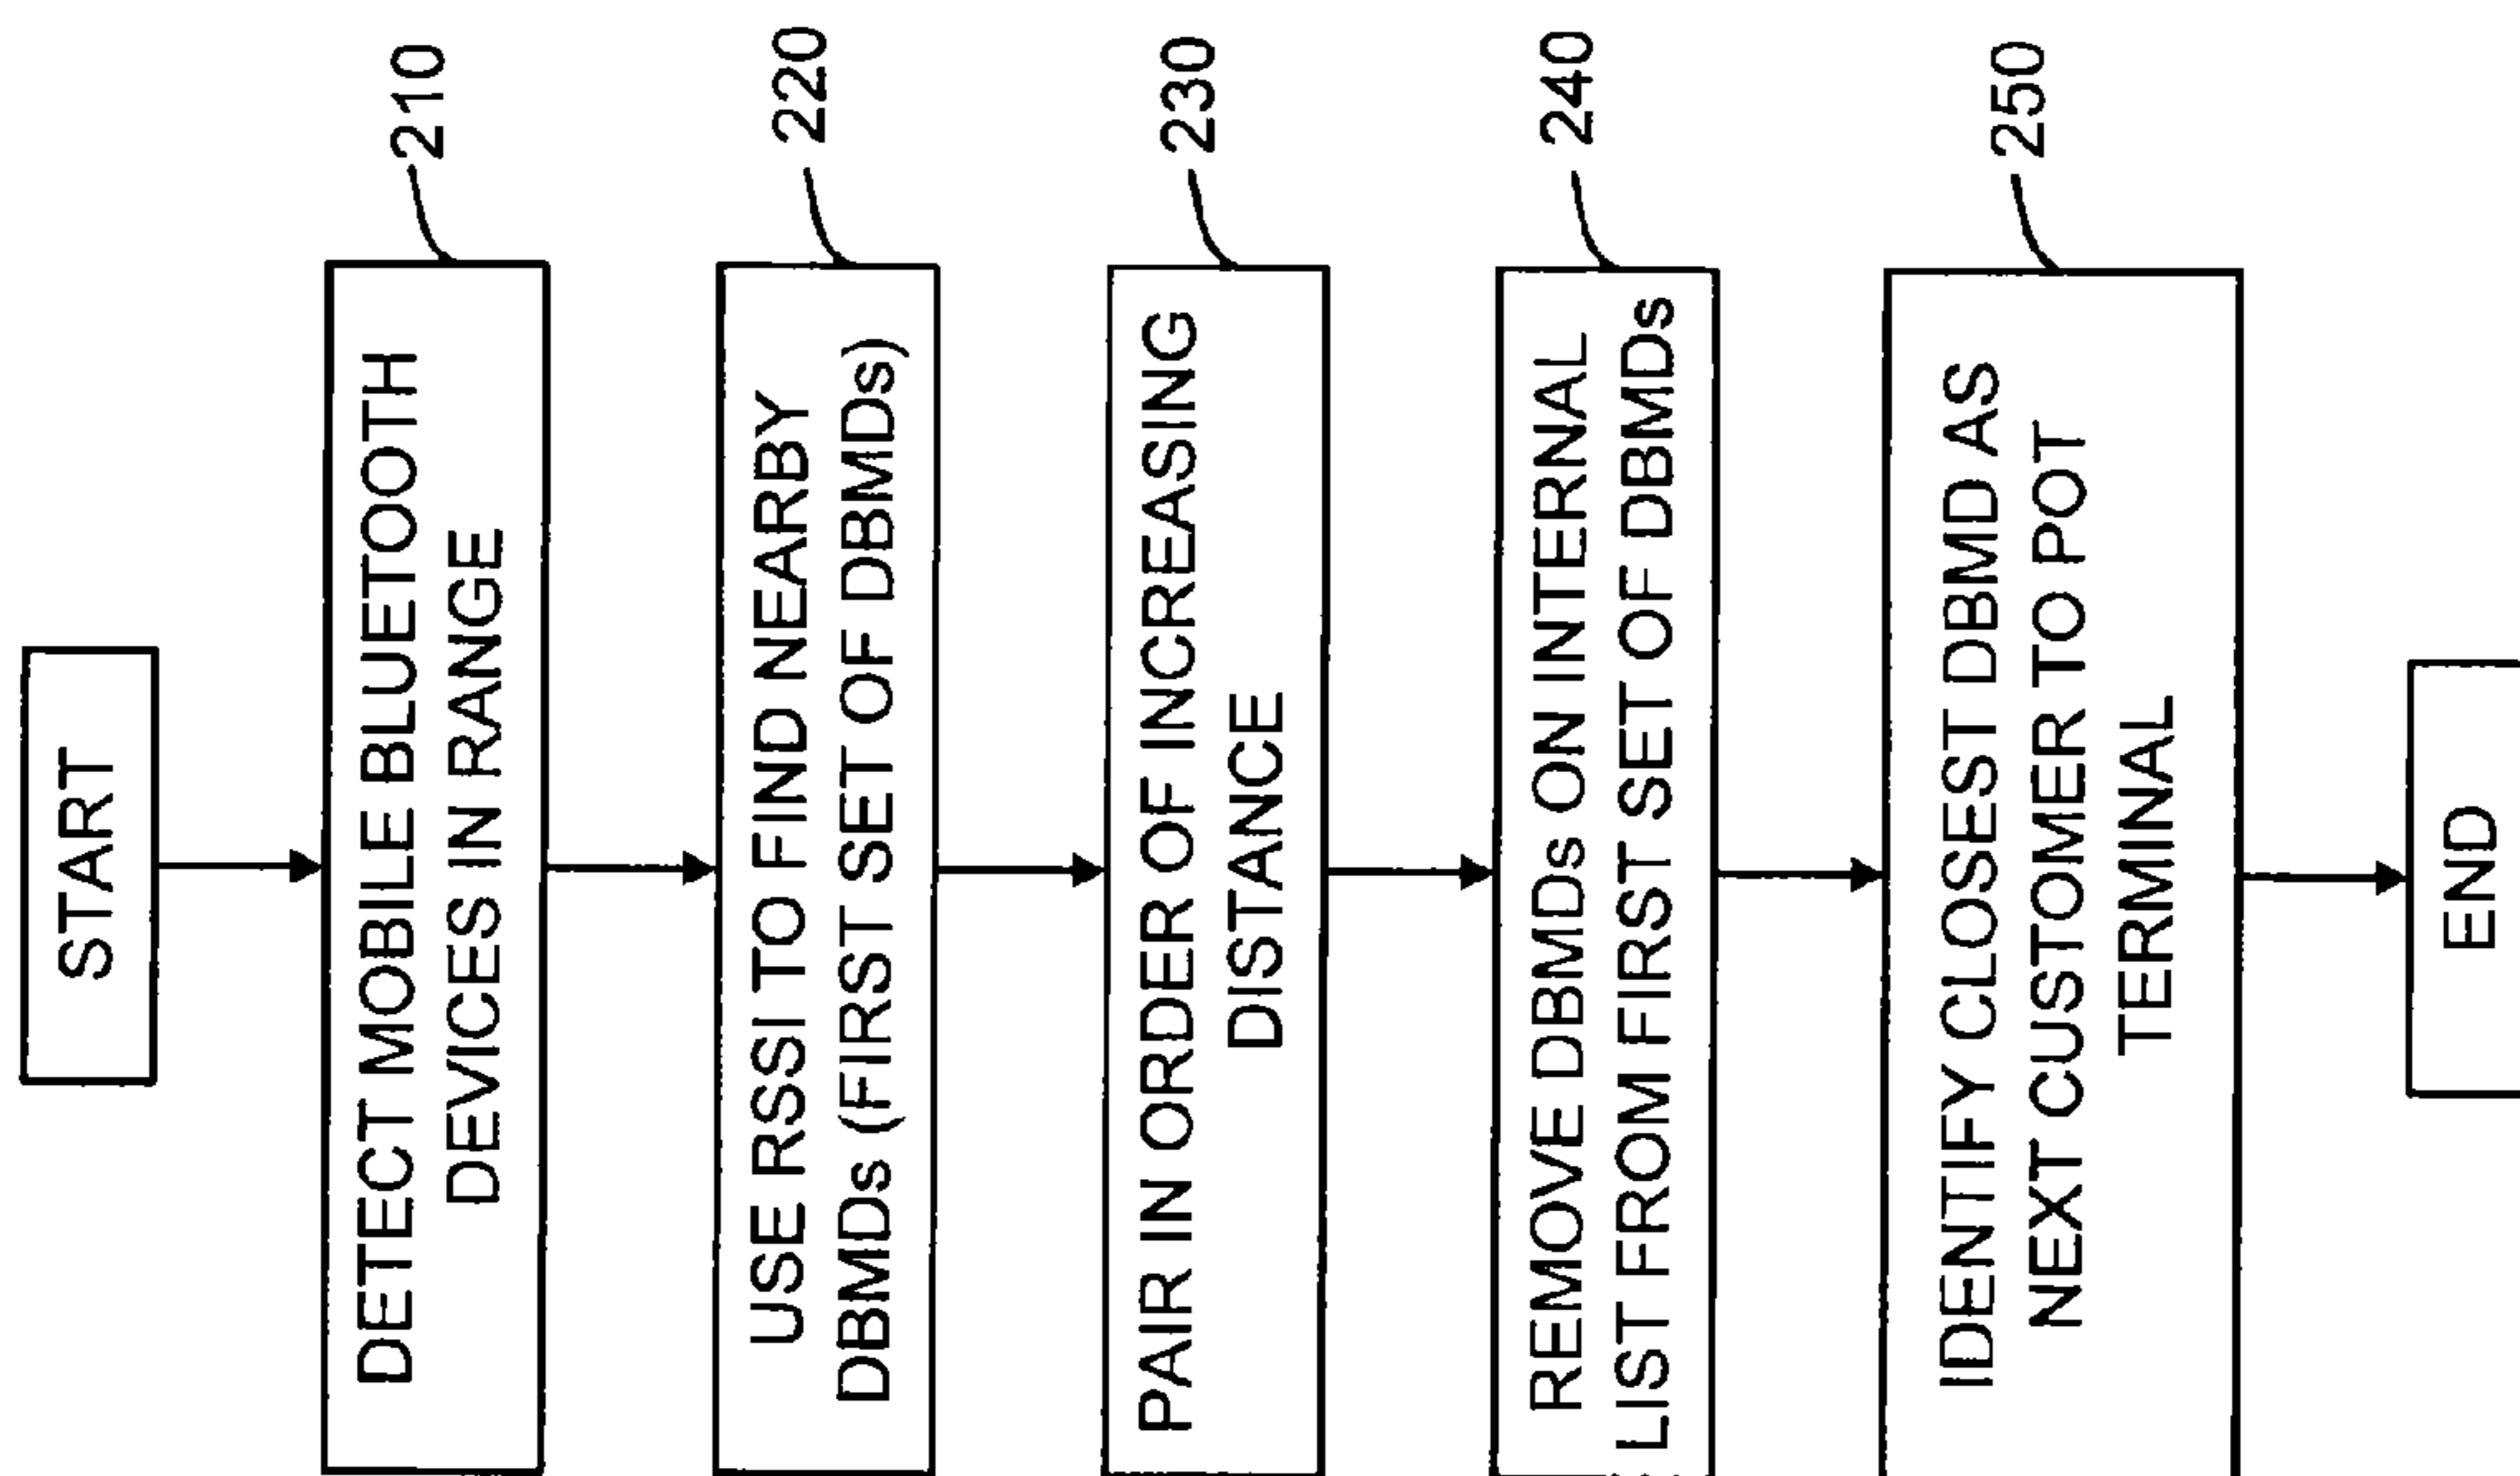 START
DETECT MOBILE BLUETOOTH
DEVICES IN RANGE
210
USE RSSI TO FIND NEARBY
DBMDs (FIRST SET OF DBMDs)
220
PAIR IN ORDER OF INCREASING
DISTANCE
230
REMOVE DBMDs ON INTERNAL
LIST FROM FIRST SET OF DBMDs
240
IDENTIFY CLOSEST DBMD AS
NEXT CUSTOMER TO POT
TERMINAL
250
END